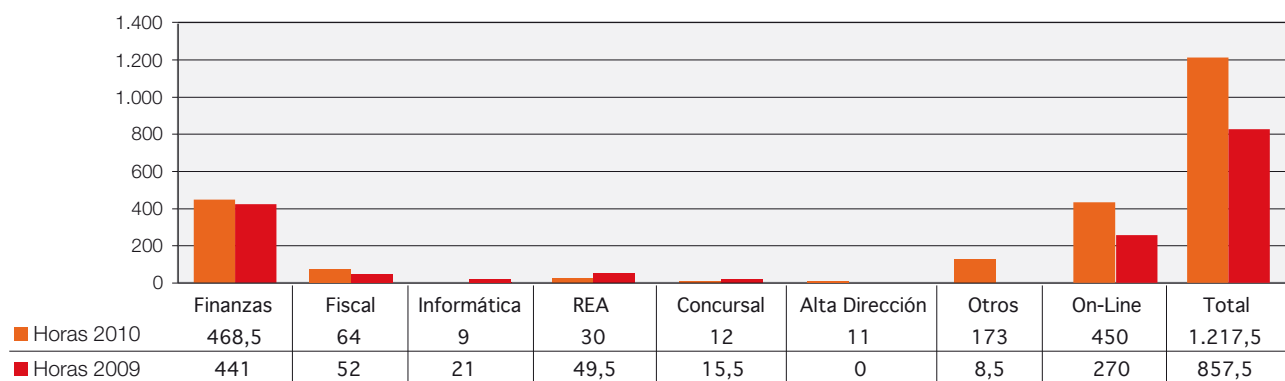 1.400
1.200
1.000
800
600
400
200
0
Finanzas Fiscal Informática REA Concursal Alta Dirección Otros On-Line Total
Horas 2010 468,5 64 9 30 12 11 173 450 1.217,5
Horas 2009 441 52 21 49,5 15,5 0 8,5 270 857,5